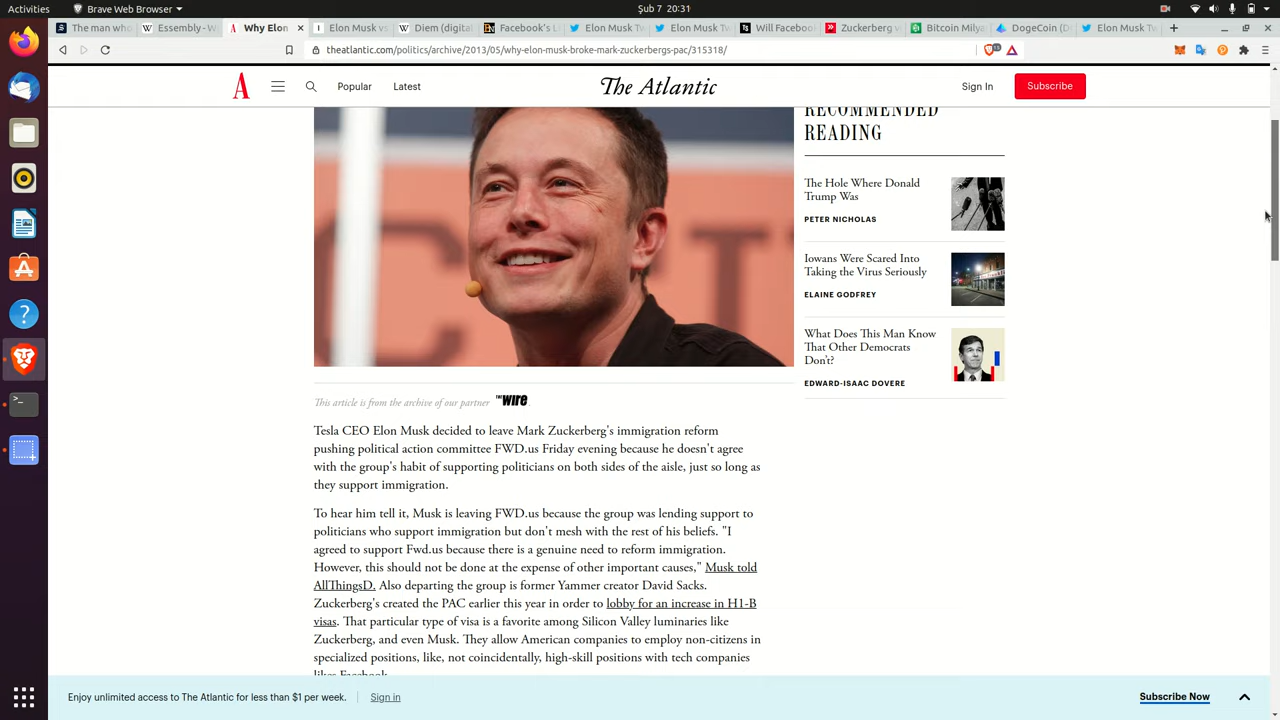 Brave Web Browser
Şub 7 20:31
The man who
Essembly - W
Why Elon
Elon Musk vs
Diem (digita
Facebook's L
Elon Musk Tw
Elon Musk Tw
Will Faceboo
Zuckerberg v
Bitcoin Milya
DogeCoin (D
Elon Musk Tw
theatlantic.com/politics/archive/2013/05/why-elon-musk-broke-mark-zuckerbergs-pac/315318/
Popular
Latest
The Atlantic
Sign In
Subscribe
RECOMMENDED
READING
The Hole Where Donald
Trump Was
PETER NICHOLAS
Iowans Were Scared Into
Taking the Virus Seriously
ELAINE GODFREY
What Does This Man Know
That Other Democrats
Don't?
EDWARD-ISAAC DOVERE
This article is from the archive of our partner THE WIRE
Tesla CEO Elon Musk decided to leave Mark Zuckerberg's immigration reform
pushing political action committee FWD.us Friday evening because he doesn't agree
with the group's habit of supporting politicians on both sides of the aisle, just so long as
they support immigration.
To hear him tell it, Musk is leaving FWD.us because the group was lending support to
politicians who support immigration but don't mesh with the rest of his beliefs. "I
agreed to support Fwd.us because there is a genuine need to reform immigration.
However, this should not be done at the expense of other important causes," Musk told
AllThingsD. Also departing the group is former Yammer creator David Sacks.
Zuckerberg's created the PAC earlier this year in order to lobby for an increase in H1-B
visas. That particular type of visa is a favorite among Silicon Valley luminaries like
Zuckerberg, and even Musk. They allow American companies to employ non-citizens in
specialized positions, like, not coincidentally, high-skill positions with tech companies
likes Facebook.
Enjoy unlimited access to The Atlantic for less than $1 per week.
Sign in
Subscribe Now